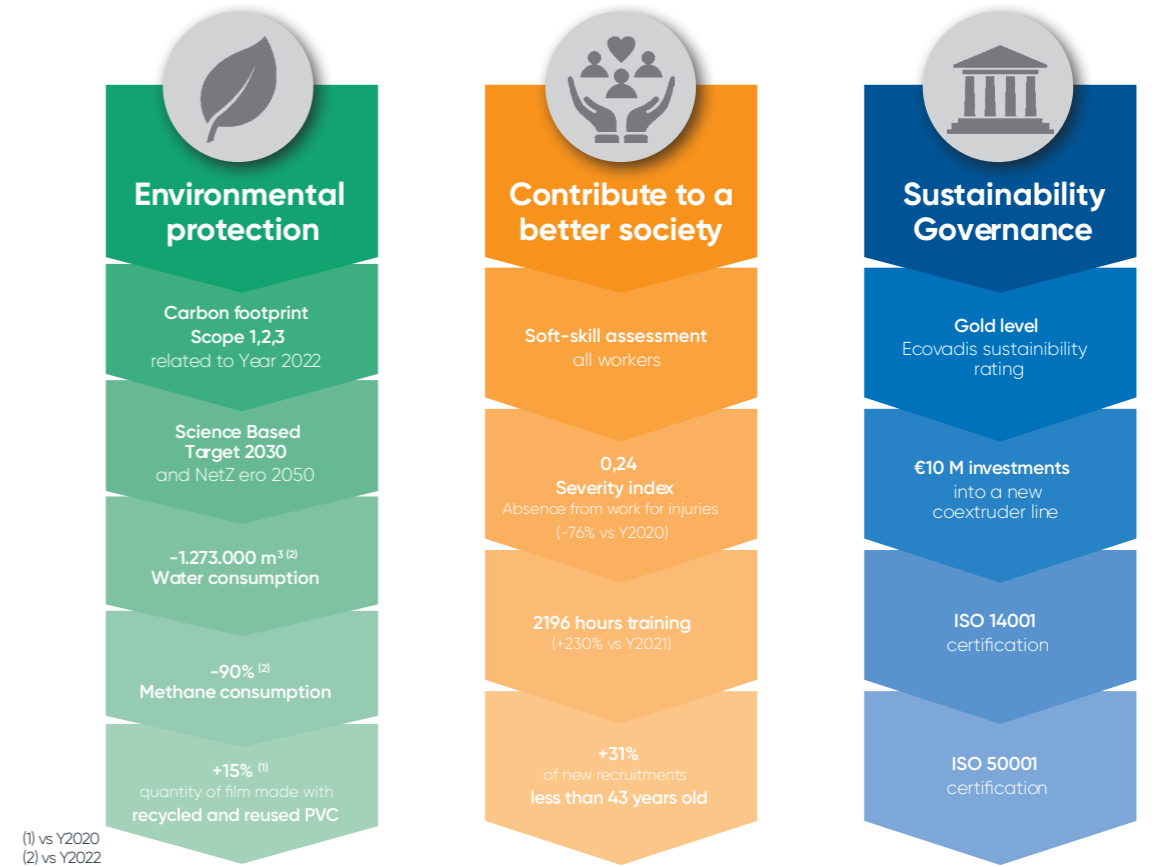 Environmental
protection
Carbon footprint
Scope 1,2,3
related to Year 2022
Science Based
Target 2030
and NetZ ero 2050
-1.273.000 m³ ⁽²⁾
Water consumption
-90% ⁽²⁾
Methane consumption
+15% ⁽¹⁾
quantity of film made with
recycled and reused PVC
Contribute to a
better society
Soft-skill assessment
all workers
0,24
Severity index
Absence from work for injuries
(-76% vs Y2020)
2196 hours training
(+230% vs Y2021)
+31%
of new recruitments
less than 43 years old
Sustainability
Governance
Gold level
Ecovadis sustainibility
rating
€10 M investments
into a new
coextruder line
ISO 14001
certification
ISO 50001
certification
(1) vs Y2020
(2) vs Y2022